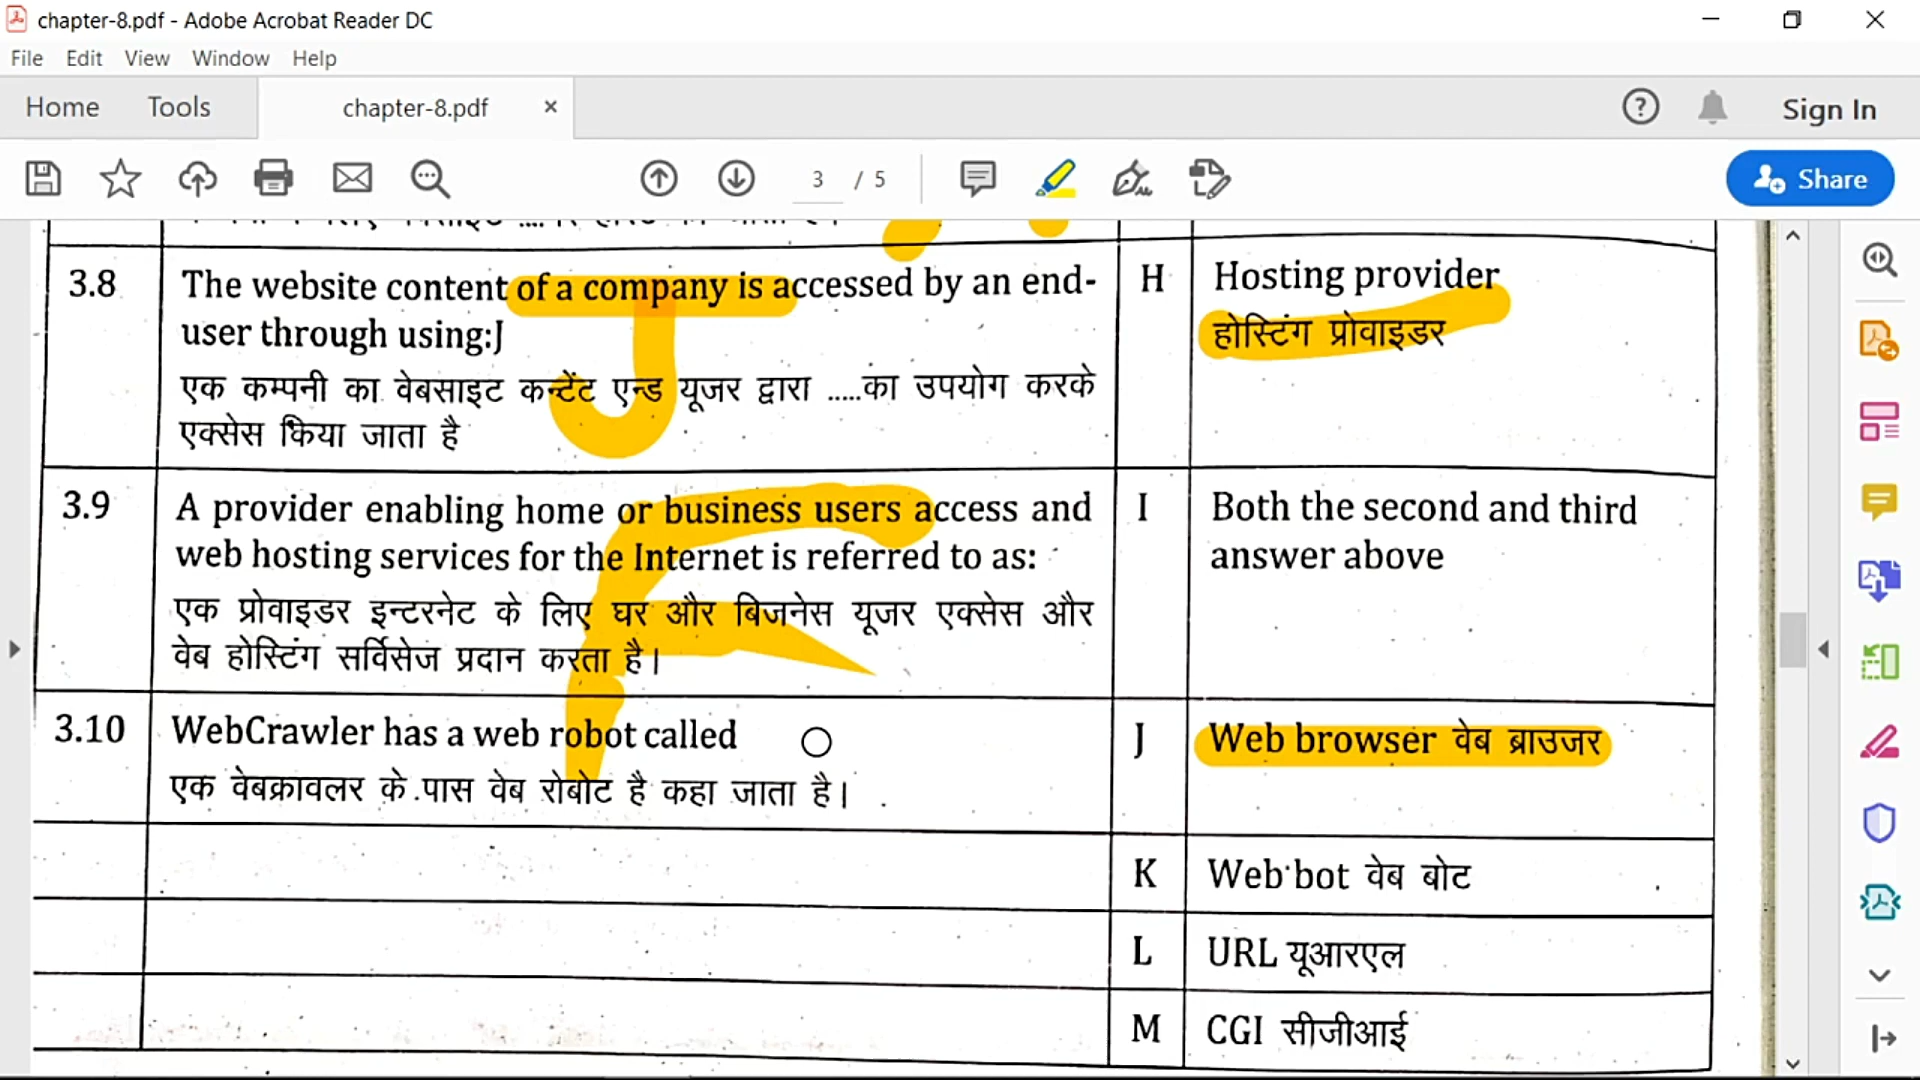 chapter-8.pdf - Adobe Acrobat Reader DC
File Edit View Window Help
Home Tools chapter-8.pdf × Sign In
3 / 5 Share
3.8 The website content of a company is accessed by an end-
user through using:J
एक कम्पनी का वेबसाइट कन्टेंट एन्ड यूजर द्वारा .....का उपयोग करके
एक्सेस किया जाता है
H Hosting provider
होस्टिंग प्रोवाइडर
J
3.9 A provider enabling home or business users access and
web hosting services for the Internet is referred to as:
एक प्रोवाइडर इन्टरनेट के लिए घर और बिजनेस यूजर एक्सेस और
वेब होस्टिंग सर्विसेज प्रदान करता है।
I Both the second and third
answer above
F
3.10 WebCrawler has a web robot called
एक वेबक्रावलर के पास वेब रोबोट है कहा जाता है।
J Web browser वेब ब्राउजर
K Web bot वेब बोट
L URL यूआरएल
M CGI सीजीआई